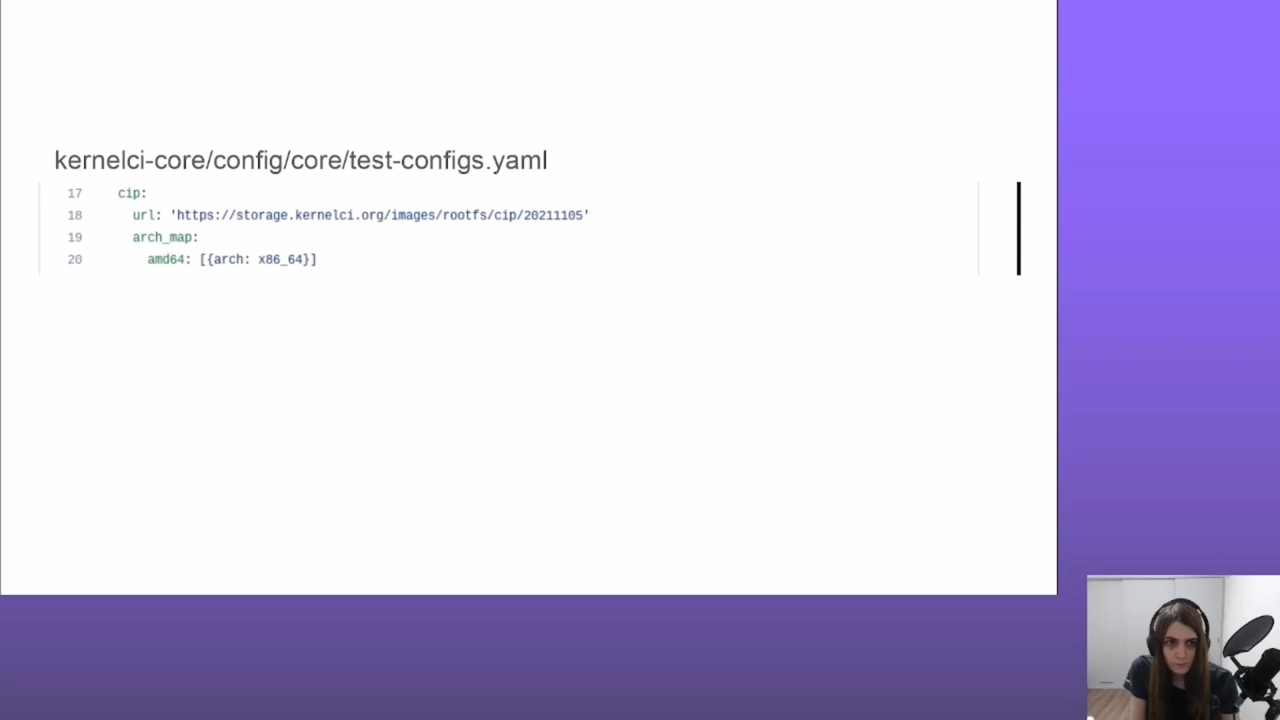 kernelci-core/config/core/test-configs.yaml
17 cip:
18 url: 'https://storage.kernelci.org/images/rootfs/cip/20211105'
19 arch_map:
20 amd64: [{arch: x86_64}]